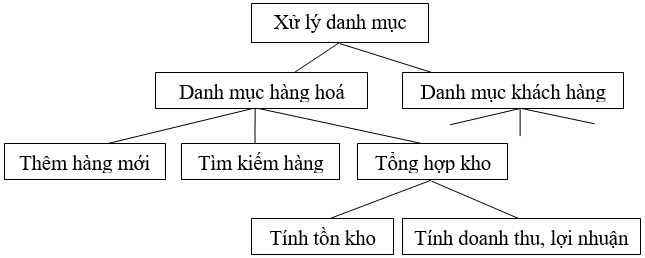 Xử lý danh mục
Danh mục hàng hoá
Danh mục khách hàng
Thêm hàng mới
Tìm kiếm hàng
Tổng hợp kho
Tính tồn kho
Tính doanh thu, lợi nhuận